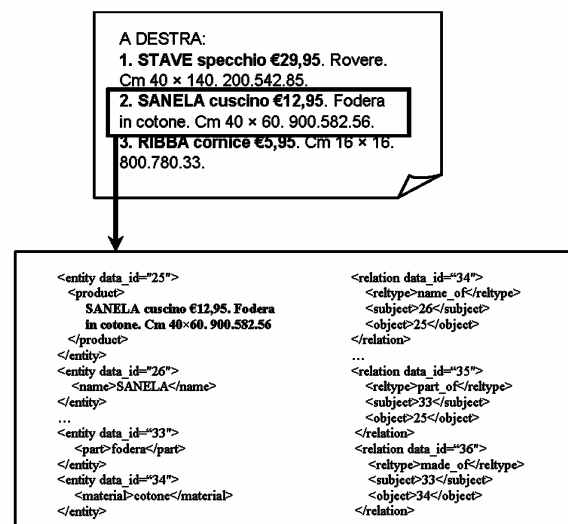 A DESTRA:
1. STAVE specchio €29,95. Rovere.
Cm 40 × 140. 200.542.85.
2. SANELA cuscino €12,95. Fodera
in cotone. Cm 40 × 60. 900.582.56.
3. RIBBA cornice €5,95. Cm 16 × 16.
800.780.33.
<entity data_id="25">
<product>
SANELA cuscino €12,95. Fodera
in cotone. Cm 40×60. 900.582.56
</product>
</entity>
<entity data_id="26">
<name>SANELA</name>
</entity>
…
<entity data_id=“33”>
<part>fodera</part>
</entity>
<entity data_id=“34”>
<material>cotone</material>
</entity>
<relation data_id=“34”>
<reltype>name_of</reltype>
<subject>26</subject>
<object>25</object>
</relation>
…
<relation data_id=“35”>
<reltype>part_of</reltype>
<subject>33</subject>
<object>25</object>
</relation>
<relation data_id=“36”>
<reltype>made_of</reltype>
<subject>33</subject>
<object>34</object>
</relation>